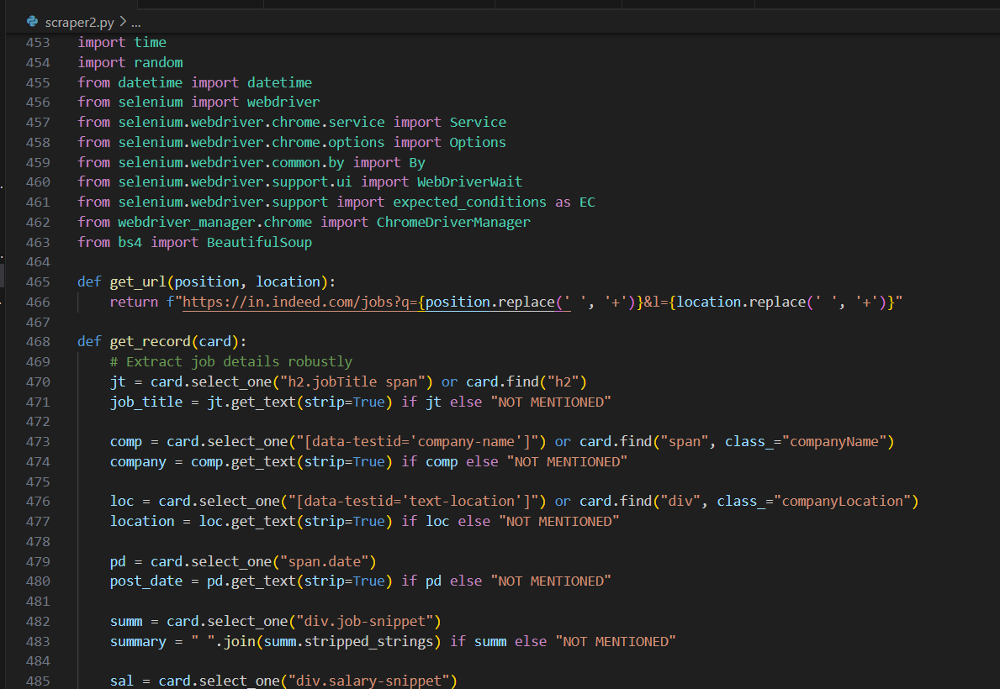 scraper2.py > ...
453 import time
454 import random
455 from datetime import datetime
456 from selenium import webdriver
457 from selenium.webdriver.chrome.service import Service
458 from selenium.webdriver.chrome.options import Options
459 from selenium.webdriver.common.by import By
460 from selenium.webdriver.support.ui import WebDriverWait
461 from selenium.webdriver.support import expected_conditions as EC
462 from webdriver_manager.chrome import ChromeDriverManager
463 from bs4 import BeautifulSoup
464
465 def get_url(position, location):
466     return f"https://in.indeed.com/jobs?q={position.replace(' ', '+')}&l={location.replace(' ', '+')}"
467
468 def get_record(card):
469     # Extract job details robustly
470     jt = card.select_one("h2.jobTitle span") or card.find("h2")
471     job_title = jt.get_text(strip=True) if jt else "NOT MENTIONED"
472
473     comp = card.select_one("[data-testid='company-name']") or card.find("span", class_="companyName")
474     company = comp.get_text(strip=True) if comp else "NOT MENTIONED"
475
476     loc = card.select_one("[data-testid='text-location']") or card.find("div", class_="companyLocation")
477     location = loc.get_text(strip=True) if loc else "NOT MENTIONED"
478
479     pd = card.select_one("span.date")
480     post_date = pd.get_text(strip=True) if pd else "NOT MENTIONED"
481
482     summ = card.select_one("div.job-snippet")
483     summary = " ".join(summ.stripped_strings) if summ else "NOT MENTIONED"
484
485     sal = card.select_one("div.salary-snippet")